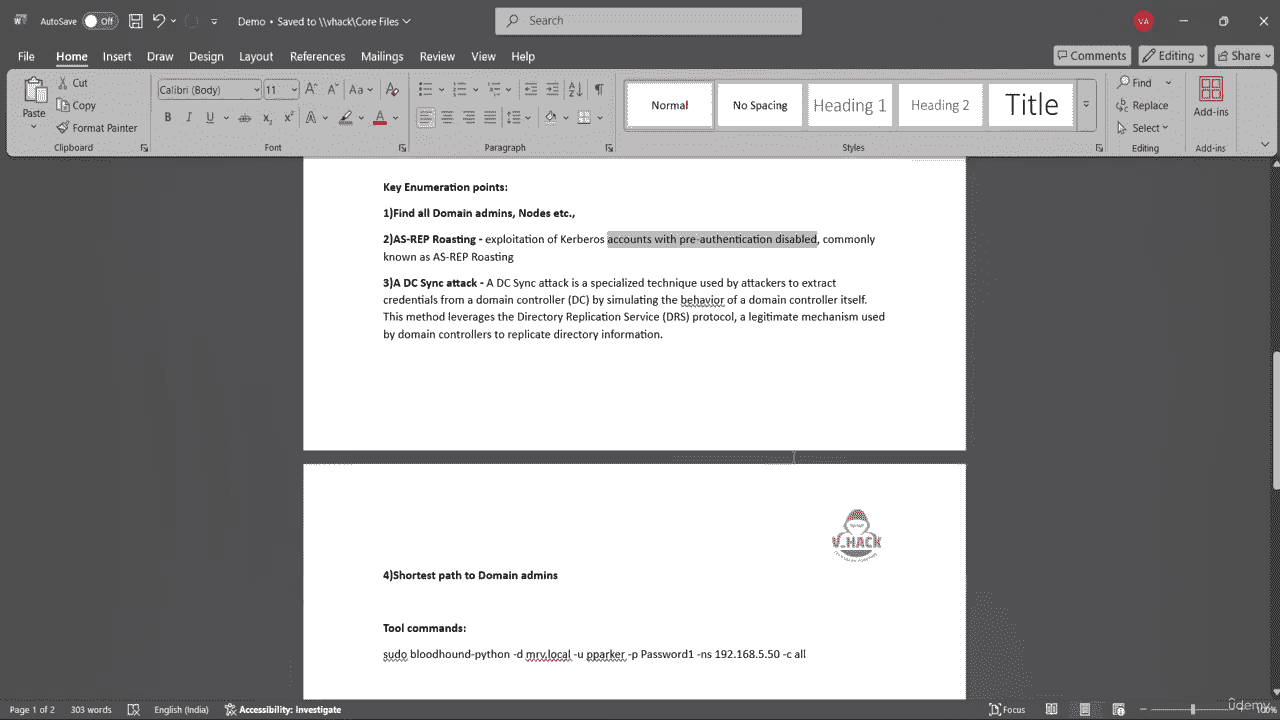 AutoSave Off Demo • Saved to \\vhack\Core Files Search VA
File Home Insert Draw Design Layout References Mailings Review View Help Comments Editing Share
Paste Cut Copy Format Painter Clipboard
Calibri (Body) 11 A A Aa A
B I U ab x₂ x² A A Font
Paragraph
Normal No Spacing Heading 1 Heading 2 Title Styles
Find Replace Select Editing
Add-ins Add-ins
Key Enumeration points:
1)Find all Domain admins, Nodes etc.,
2)AS-REP Roasting - exploitation of Kerberos accounts with pre-authentication disabled, commonly
known as AS-REP Roasting
3)A DC Sync attack - A DC Sync attack is a specialized technique used by attackers to extract
credentials from a domain controller (DC) by simulating the behavior of a domain controller itself.
This method leverages the Directory Replication Service (DRS) protocol, a legitimate mechanism used
by domain controllers to replicate directory information.
V_HACK
4)Shortest path to Domain admins
Tool commands:
sudo bloodhound-python -d mrv.local -u pparker -p Password1 -ns 192.168.5.50 -c all
Page 1 of 2 303 words English (India) Accessibility: Investigate Focus 100%
Udemy